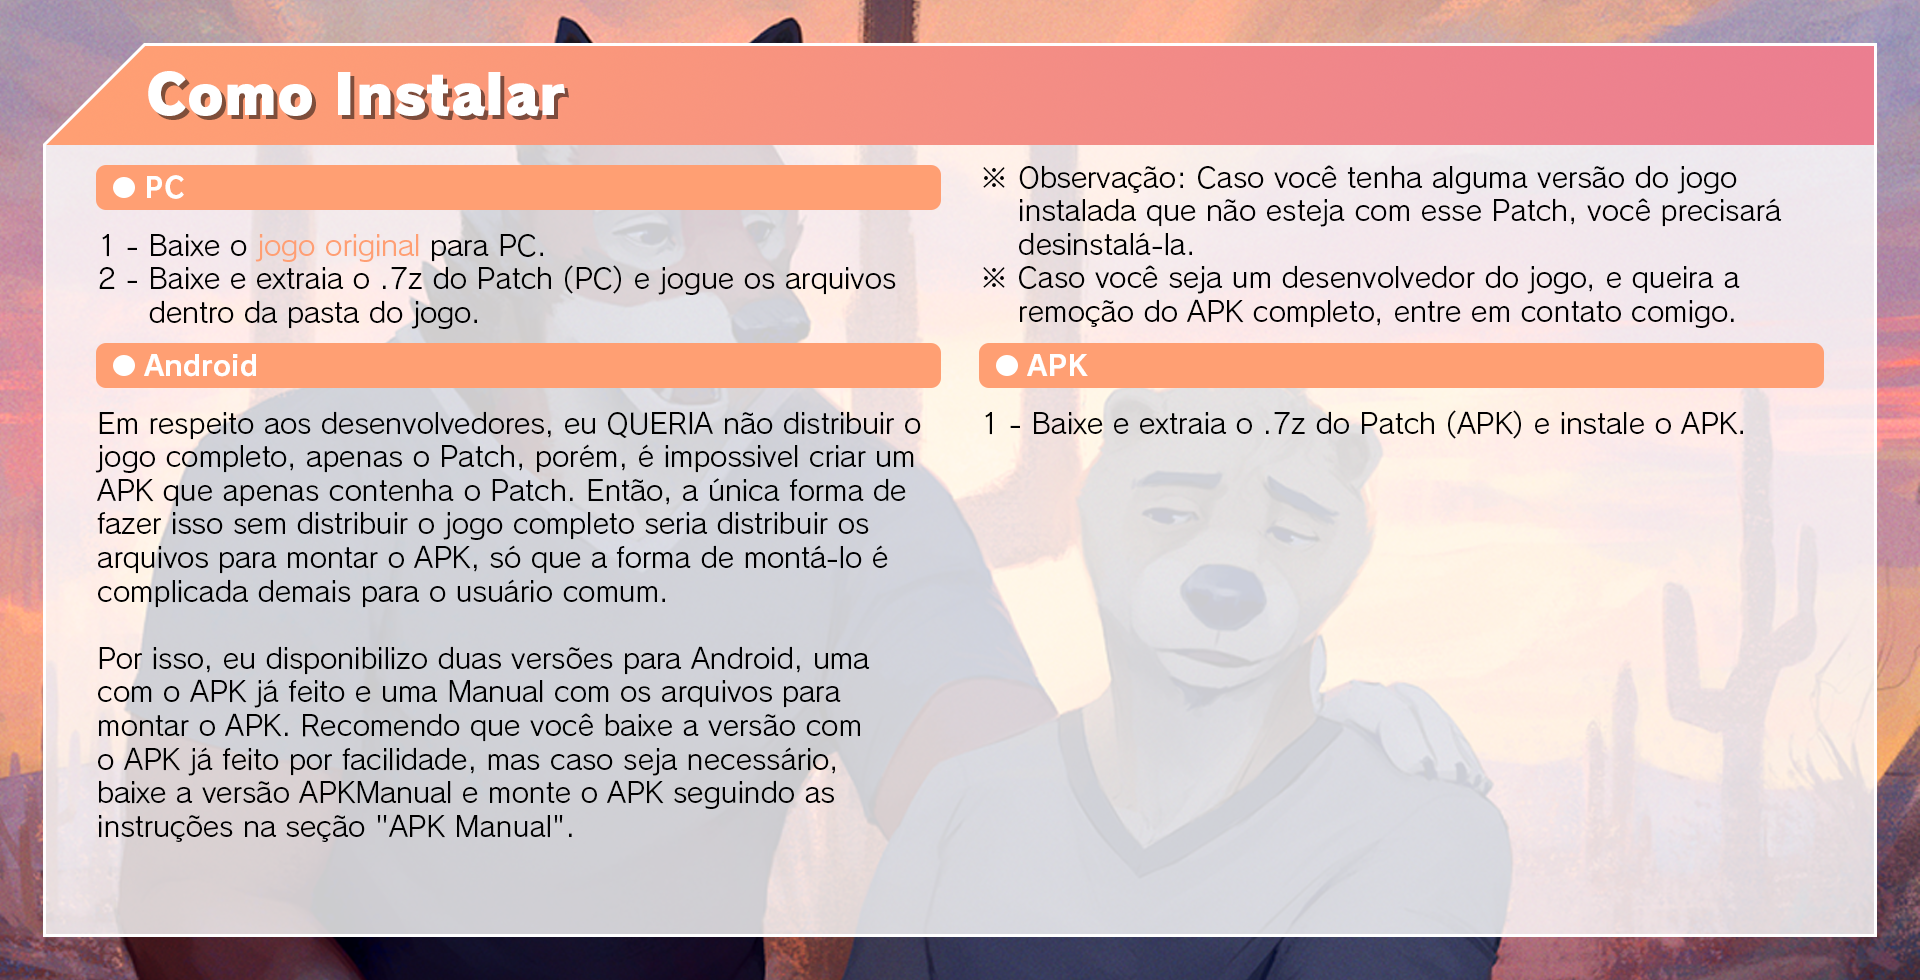 Como Instalar
● PC
1 - Baixe o jogo original para PC.
2 - Baixe e extraia o .7z do Patch (PC) e jogue os arquivos
dentro da pasta do jogo.
● Android
Em respeito aos desenvolvedores, eu QUERIA não distribuir o
jogo completo, apenas o Patch, porém, é impossivel criar um
APK que apenas contenha o Patch. Então, a única forma de
fazer isso sem distribuir o jogo completo seria distribuir os
arquivos para montar o APK, só que a forma de montá-lo é
complicada demais para o usuário comum.
Por isso, eu disponibilizo duas versões para Android, uma
com o APK já feito e uma Manual com os arquivos para
montar o APK. Recomendo que você baixe a versão com
o APK já feito por facilidade, mas caso seja necessário,
baixe a versão APKManual e monte o APK seguindo as
instruções na seção "APK Manual".
※ Observação: Caso você tenha alguma versão do jogo
instalada que não esteja com esse Patch, você precisará
desinstalá-la.
※ Caso você seja um desenvolvedor do jogo, e queira a
remoção do APK completo, entre em contato comigo.
● APK
1 - Baixe e extraia o .7z do Patch (APK) e instale o APK.